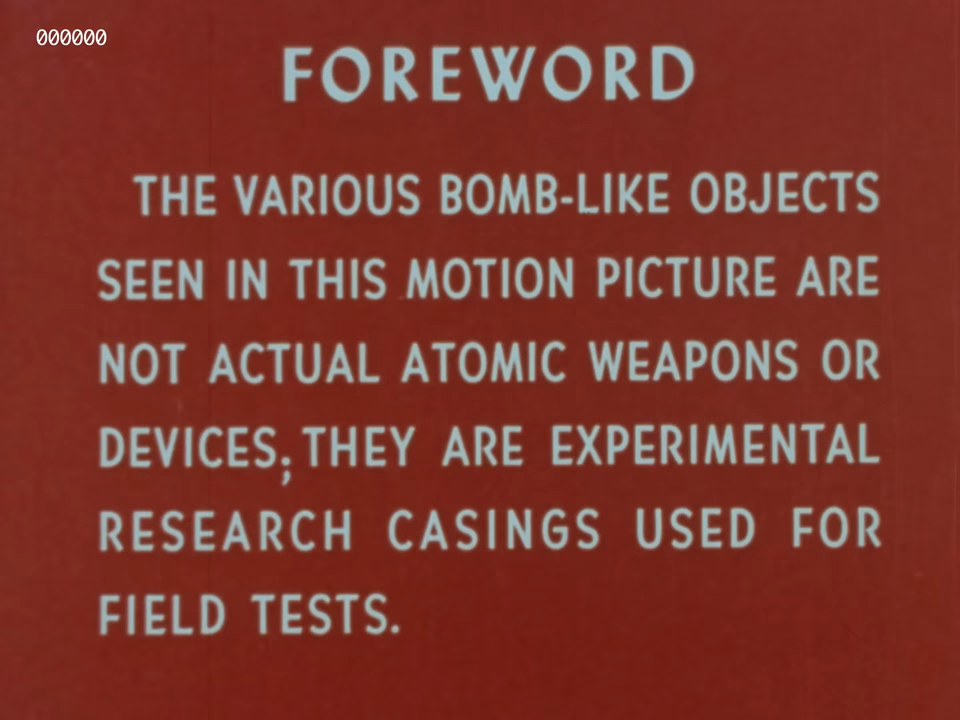 000000
FOREWORD
THE VARIOUS BOMB-LIKE OBJECTS
SEEN IN THIS MOTION PICTURE ARE
NOT ACTUAL ATOMIC WEAPONS OR
DEVICES; THEY ARE EXPERIMENTAL
RESEARCH CASINGS USED FOR
FIELD TESTS.